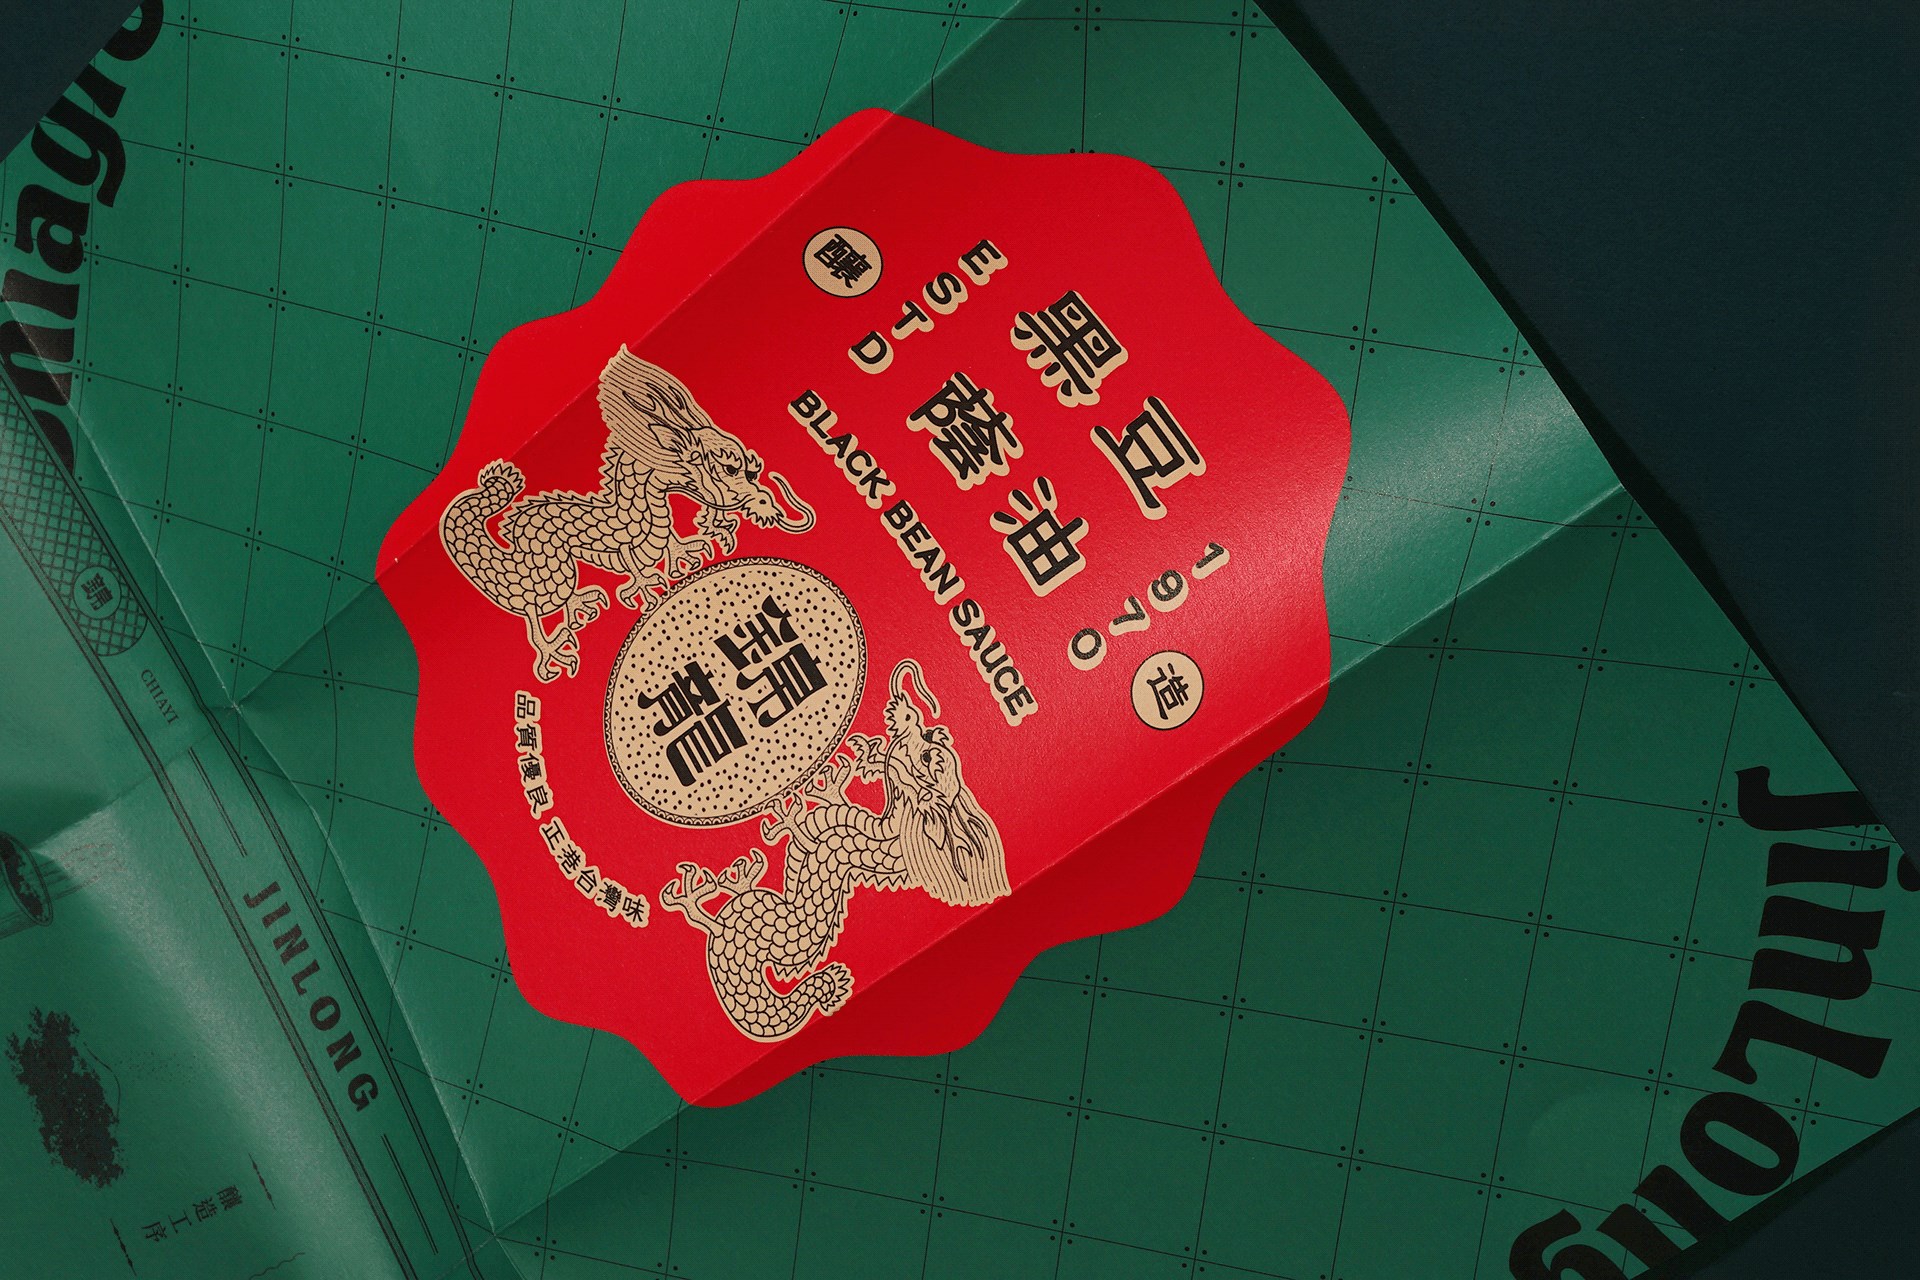 黑豆
蔭油
ESTD
1970
釀
造
BLACK BEAN SAUCE
錦龍
品質優良 正港台灣味
JinLong
錦
CHIAYI
JINLONG
釀造工序